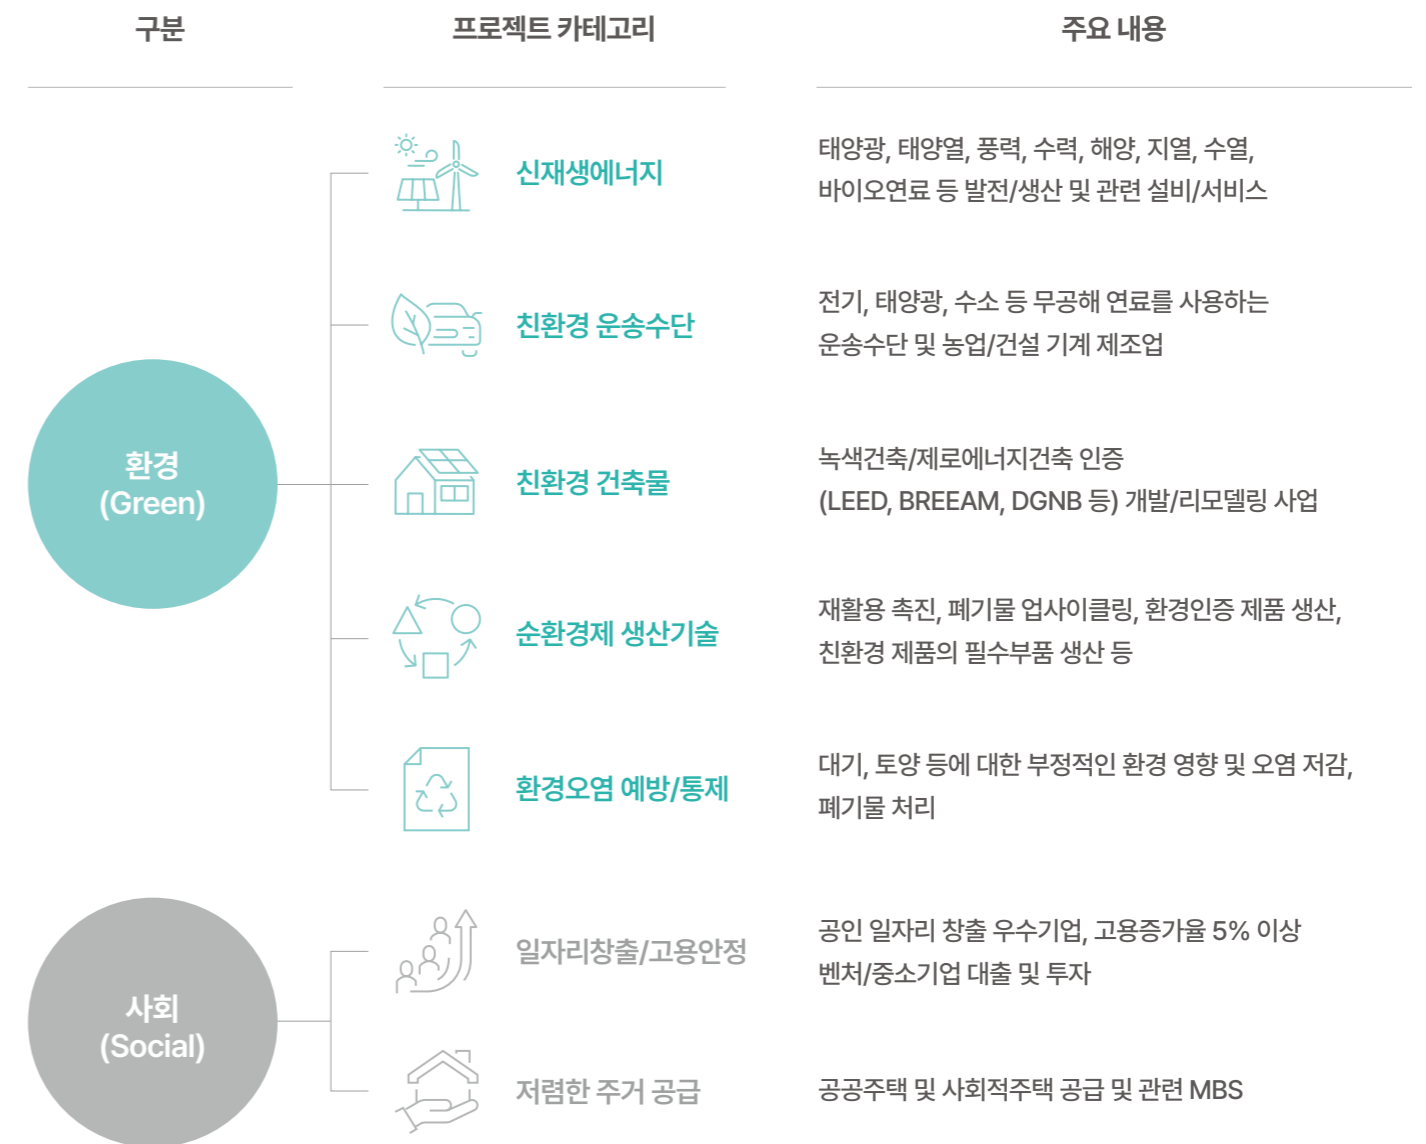 구분
프로젝트 카테고리
주요 내용
환경
(Green)
신재생에너지
태양광, 태양열, 풍력, 수력, 해양, 지열, 수열,
바이오연료 등 발전/생산 및 관련 설비/서비스
친환경 운송수단
전기, 태양광, 수소 등 무공해 연료를 사용하는
운송수단 및 농업/건설 기계 제조업
친환경 건축물
녹색건축/제로에너지건축 인증
(LEED, BREEAM, DGNB 등) 개발/리모델링 사업
순환경제 생산기술
재활용 촉진, 폐기물 업사이클링, 환경인증 제품 생산,
친환경 제품의 필수부품 생산 등
환경오염 예방/통제
대기, 토양 등에 대한 부정적인 환경 영향 및 오염 저감,
폐기물 처리
사회
(Social)
일자리창출/고용안정
공인 일자리 창출 우수기업, 고용증가율 5% 이상
벤처/중소기업 대출 및 투자
저렴한 주거 공급
공공주택 및 사회적주택 공급 및 관련 MBS